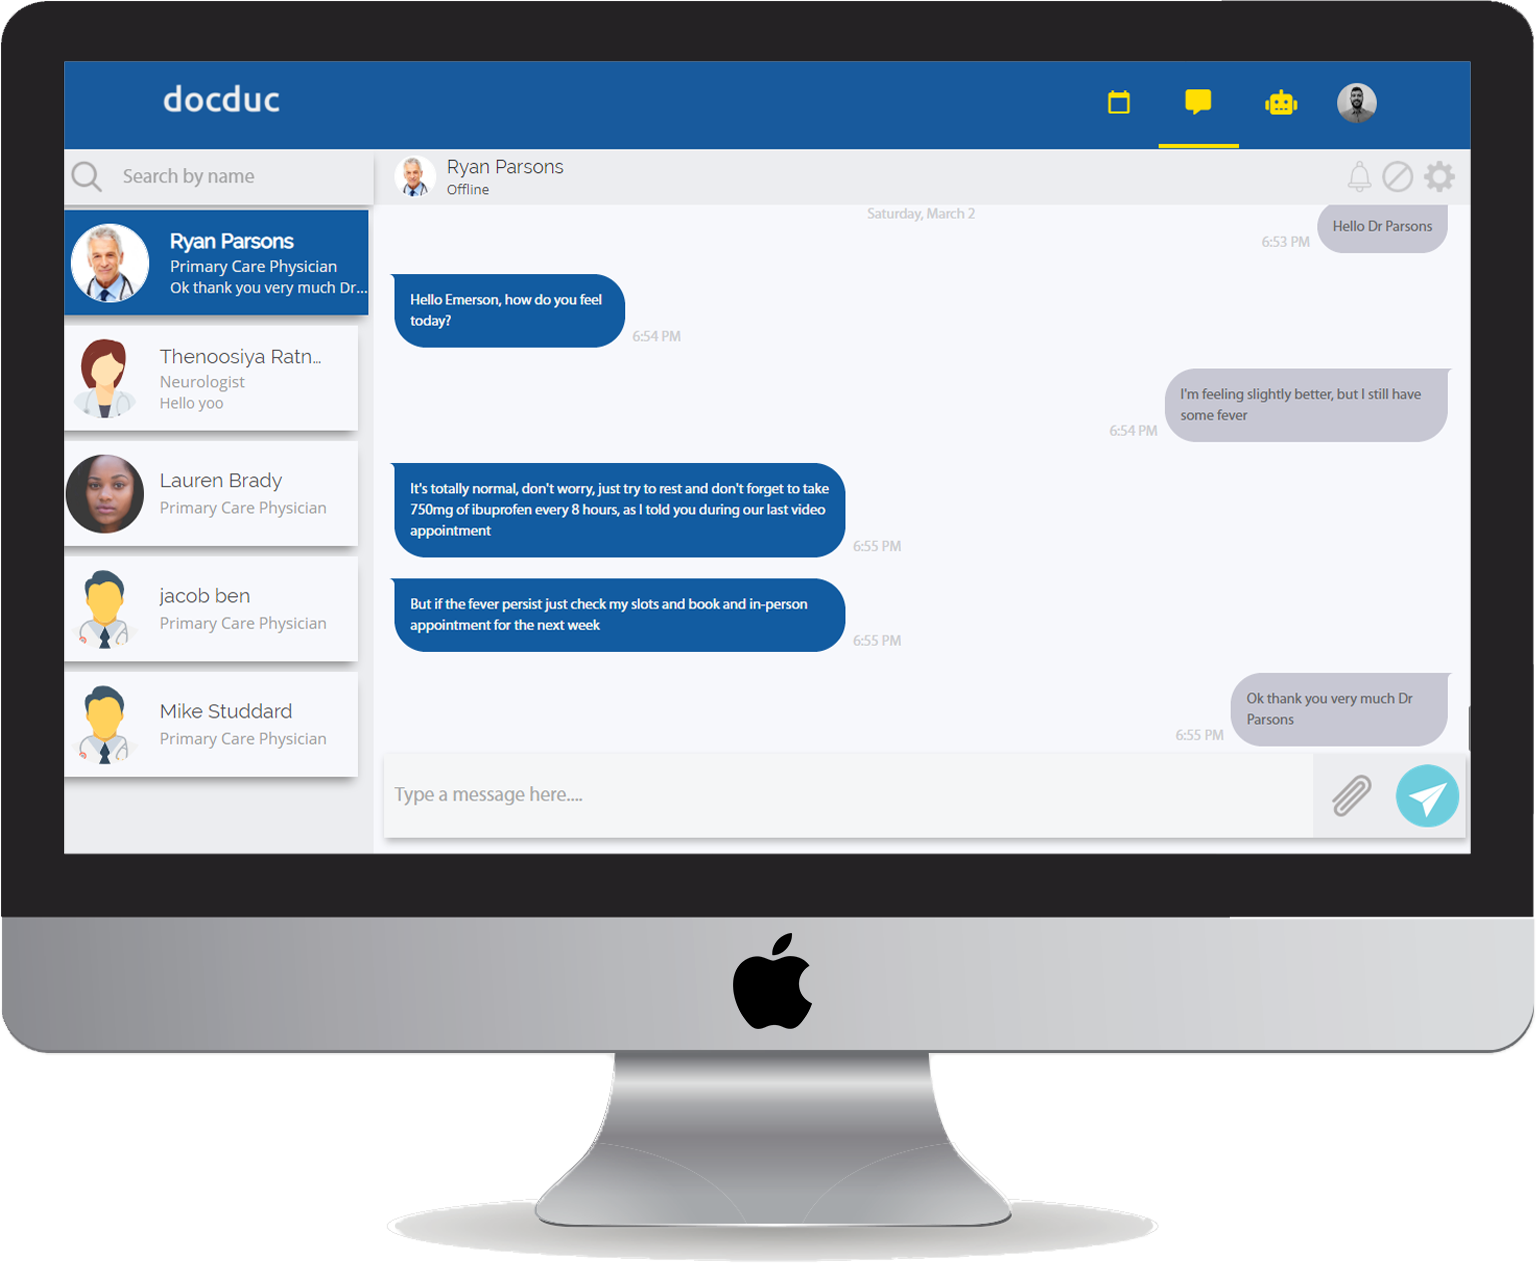 docduc
Search by name
Ryan Parsons
Primary Care Physician
Ok thank you very much Dr...
Thenoosiya Ratn...
Neurologist
Hello yoo
Lauren Brady
Primary Care Physician
jacob ben
Primary Care Physician
Mike Studdard
Primary Care Physician
Ryan Parsons
Offline
Saturday, March 2
Hello Dr Parsons
6:53 PM
Hello Emerson, how do you feel
today?
6:54 PM
I'm feeling slightly better, but I still have
some fever
6:54 PM
It's totally normal, don't worry, just try to rest and don't forget to take
750mg of ibuprofen every 8 hours, as I told you during our last video
appointment
6:55 PM
But if the fever persist just check my slots and book and in-person
appointment for the next week
6:55 PM
Ok thank you very much Dr
Parsons
6:55 PM
Type a message here....